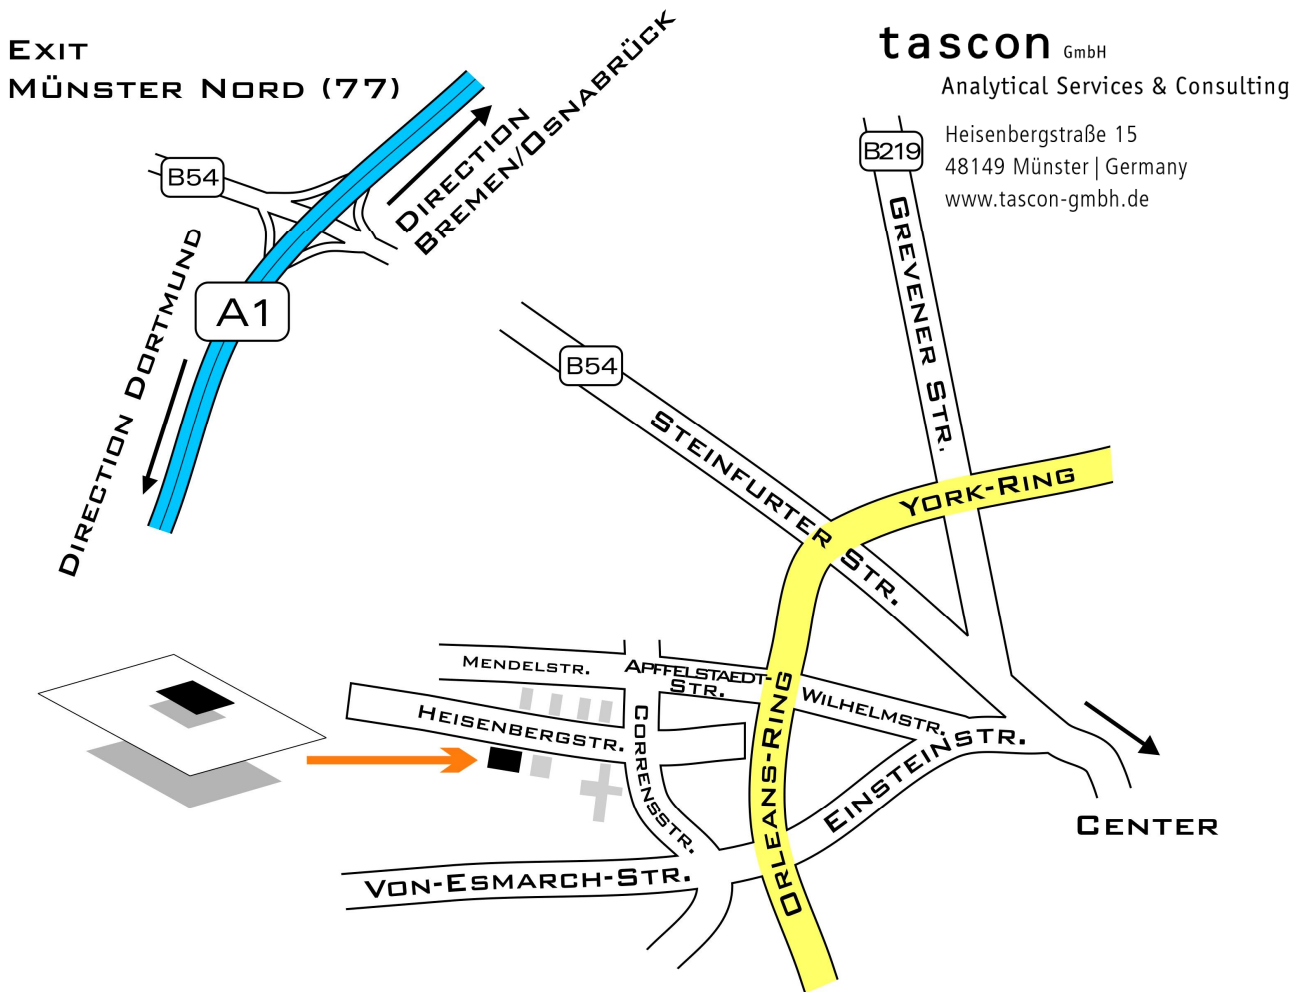 EXIT
MÜNSTER NORD (77)
tascon GmbH
Analytical Services & Consulting
Heisenbergstraße 15
48149 Münster | Germany
www.tascon-gmbh.de
B54
DIRECTION
BREMEN/OSNABRÜCK
DIRECTION DORTMUND
A1
B219
GREVENER STR.
B54
STEINFURTER STR.
YORK-RING
MENDELSTR.
APFFELSTAEDT-
STR.
WILHELMSTR.
HEISENBERGSTR.
CORRENSSTR.
ORLEANS-RING
EINSTEINSTR.
CENTER
VON-ESMARCH-STR.